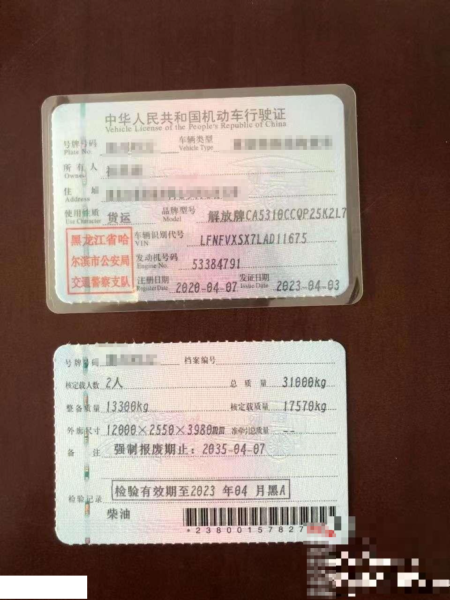 中华人民共和国机动车行驶证
Vehicle License of the People's Republic of China
号牌号码 车辆类型
Plate No. Vehicle Type
所有人
Owner
住址
Address
使用性质 货运 品牌型号 解放牌CA5310CCQP25K2L7
Use Character
黑龙江省哈尔滨市公安局交通警察支队
车辆识别代号 LFNFVXSX7LAD11675
VIN
发动机号码 53384791
Engine No.
注册日期 2020-04-07 发证日期 2023-04-03
Register Date Issue Date
号牌号码 档案编号
核定载人数 2人 总质量 31000kg
整备质量 13300kg 核定载质量 17570kg
外廓尺寸 12000×2550×3980mm 准牵引总质量 --
备注 强制报废期止:2035-04-07
检验记录 检验有效期至2023年04月黑A
柴油
*23800157827